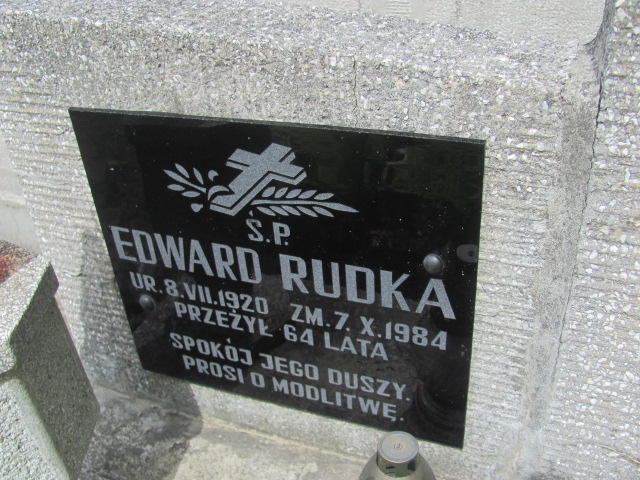 Ś.P.
EDWARD RUDKA
UR. 8.VII.1920 ZM. 7.X.1984
PRZEŻYŁ 64 LATA
SPOKÓJ JEGO DUSZY.
PROSI O MODLITWĘ.